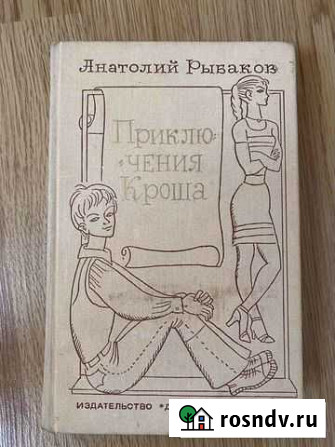 Анатолий Рыбаков
Приклю-
чения
Кроша
ИЗДАТЕЛЬСТВО
rosndv.ru